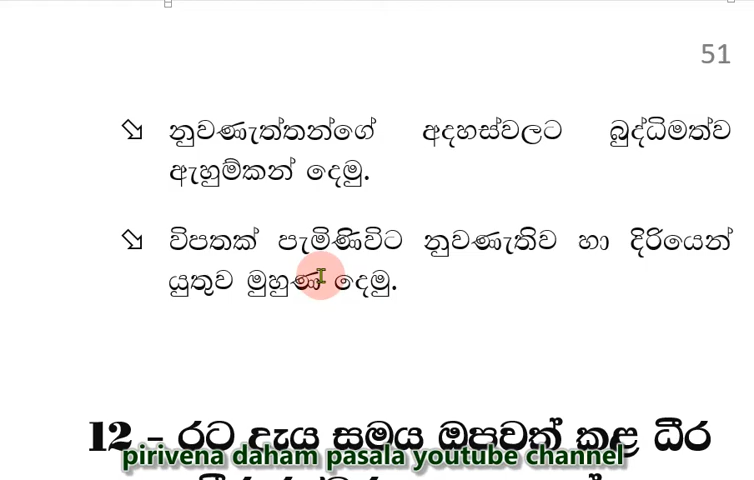 51
නුවණැත්තන්ගේ අදහස්වලට බුද්ධිමත්ව
ඇහුම්කන් දෙමු.
විපතක් පැමිණිවිට නුවණැතිව හා දිරියෙන්
යුතුව මුහුණ දෙමු.
12 - රට දැය සමය ඔපවත් කළ ධීර
pirivena daham pasala youtube channel